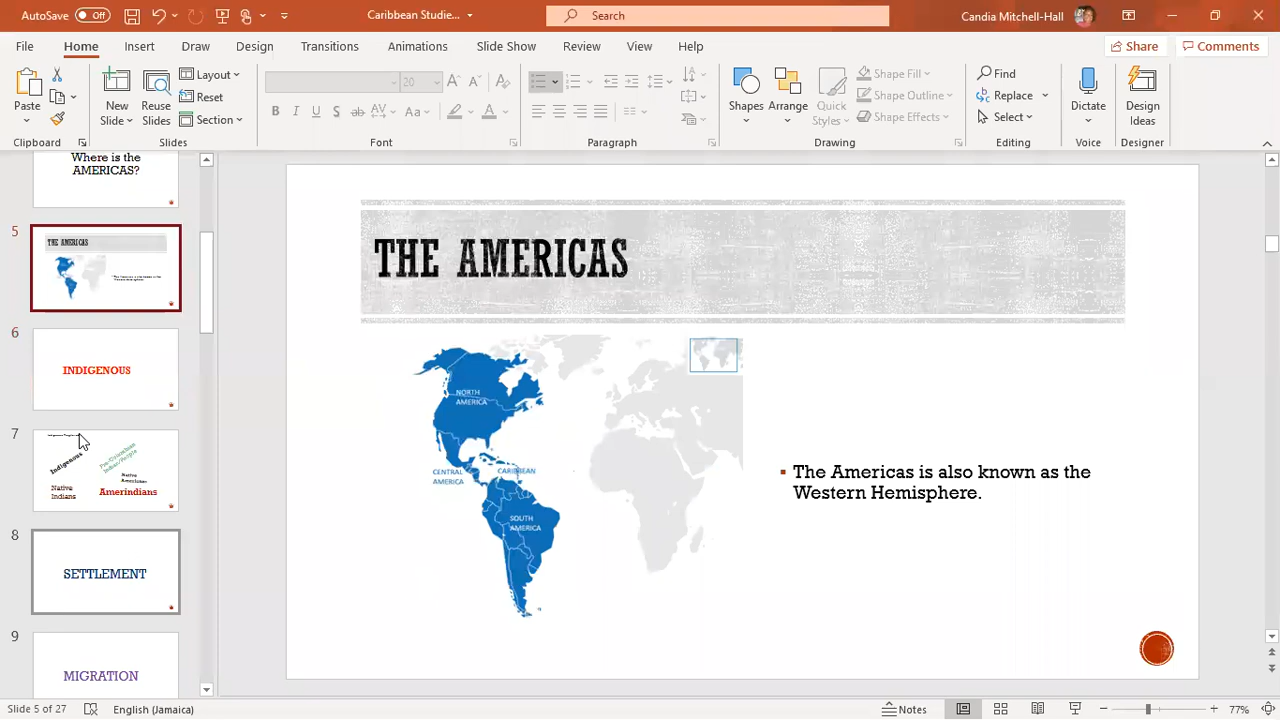 AutoSave Off Caribbean Studie... Search Candia Mitchell-Hall
File Home Insert Draw Design Transitions Animations Slide Show Review View Help Share Comments
Paste
Clipboard
New Slide
Reuse Slides
Layout
Reset
Section
Slides
20
B I U S ab AV Aa A
Font
Paragraph
Shapes
Arrange
Quick Styles
Shape Fill
Shape Outline
Shape Effects
Drawing
Find
Replace
Select
Editing
Dictate
Voice
Design Ideas
Designer
Where is the
AMERICAS?
5
THE AMERICAS
6
INDIGENOUS
7
Indigenous
Native
Indians
Amerindians
8
SETTLEMENT
9
MIGRATION
THE AMERICAS
NORTH
AMERICA
CENTRAL
AMERICA
CARIBBEAN
SOUTH
AMERICA
The Americas is also known as the
Western Hemisphere.
Slide 5 of 27 English (Jamaica) Notes 77%